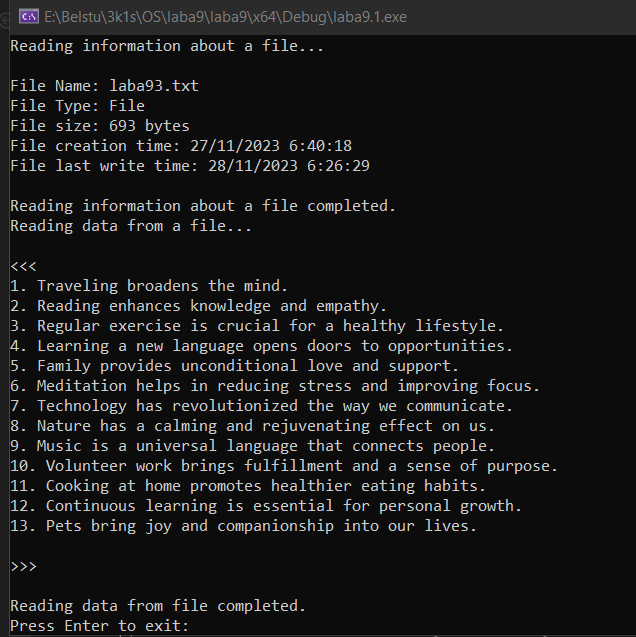 E:\Belstu\3k1s\OS\laba9\laba9\x64\Debug\laba9.1.exe
Reading information about a file...
File Name: laba93.txt
File Type: File
File size: 693 bytes
File creation time: 27/11/2023 6:40:18
File last write time: 28/11/2023 6:26:29
Reading information about a file completed.
Reading data from a file...
<<<
1. Traveling broadens the mind.
2. Reading enhances knowledge and empathy.
3. Regular exercise is crucial for a healthy lifestyle.
4. Learning a new language opens doors to opportunities.
5. Family provides unconditional love and support.
6. Meditation helps in reducing stress and improving focus.
7. Technology has revolutionized the way we communicate.
8. Nature has a calming and rejuvenating effect on us.
9. Music is a universal language that connects people.
10. Volunteer work brings fulfillment and a sense of purpose.
11. Cooking at home promotes healthier eating habits.
12. Continuous learning is essential for personal growth.
13. Pets bring joy and companionship into our lives.
>>>
Reading data from file completed.
Press Enter to exit: